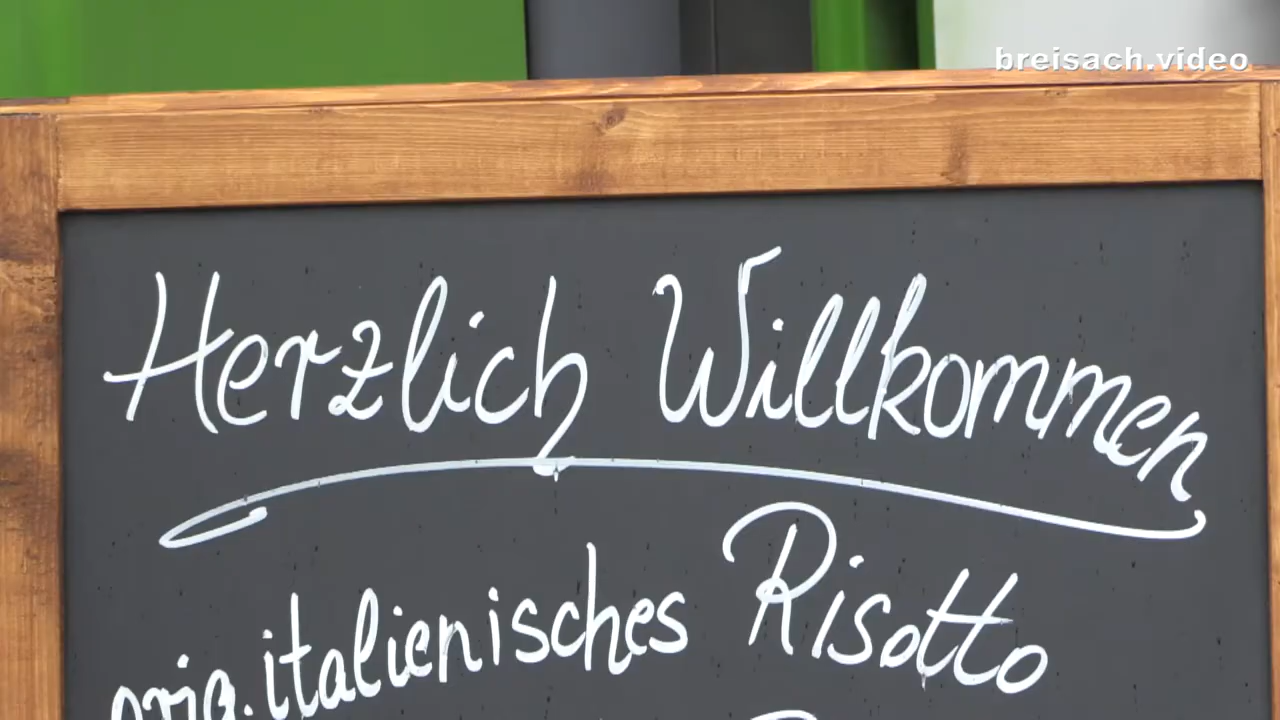 breisach.video
Herzlich Willkommen
orig. italienisches Risotto